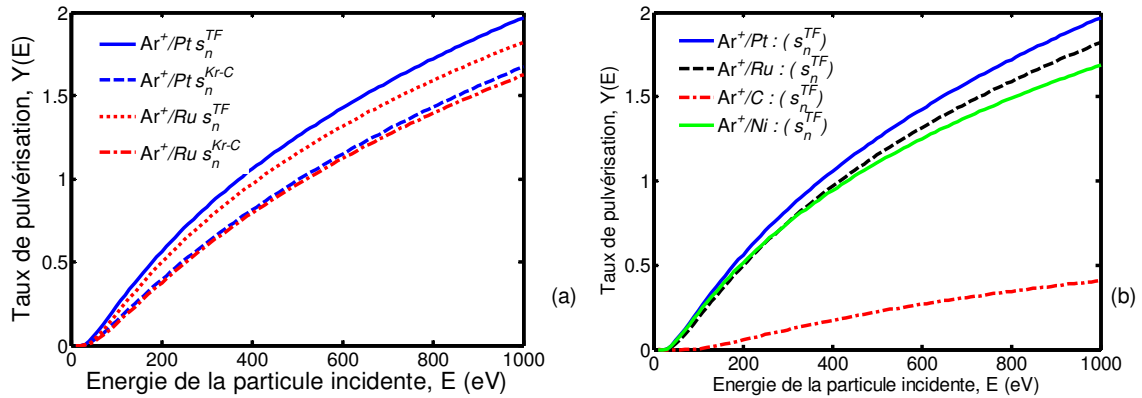 2
1.5
1
0.5
0
0
200
400
600
800
1000
Taux de pulvérisation, Y(E)
Energie de la particule incidente, E (eV)
Ar⁺/Pt sₙᵀᶠ
Ar⁺/Pt sₙᴷʳ⁻ᶜ
Ar⁺/Ru sₙᵀᶠ
Ar⁺/Ru sₙᴷʳ⁻ᶜ
(a)
2
1.5
1
0.5
0
200
400
600
800
1000
Taux de pulvérisation, Y(E)
Energie de la particule incidente, E (eV)
Ar⁺/Pt : ( sₙᵀᶠ)
Ar⁺/Ru : ( sₙᵀᶠ)
Ar⁺/C : ( sₙᵀᶠ)
Ar⁺/Ni : ( sₙᵀᶠ)
(b)